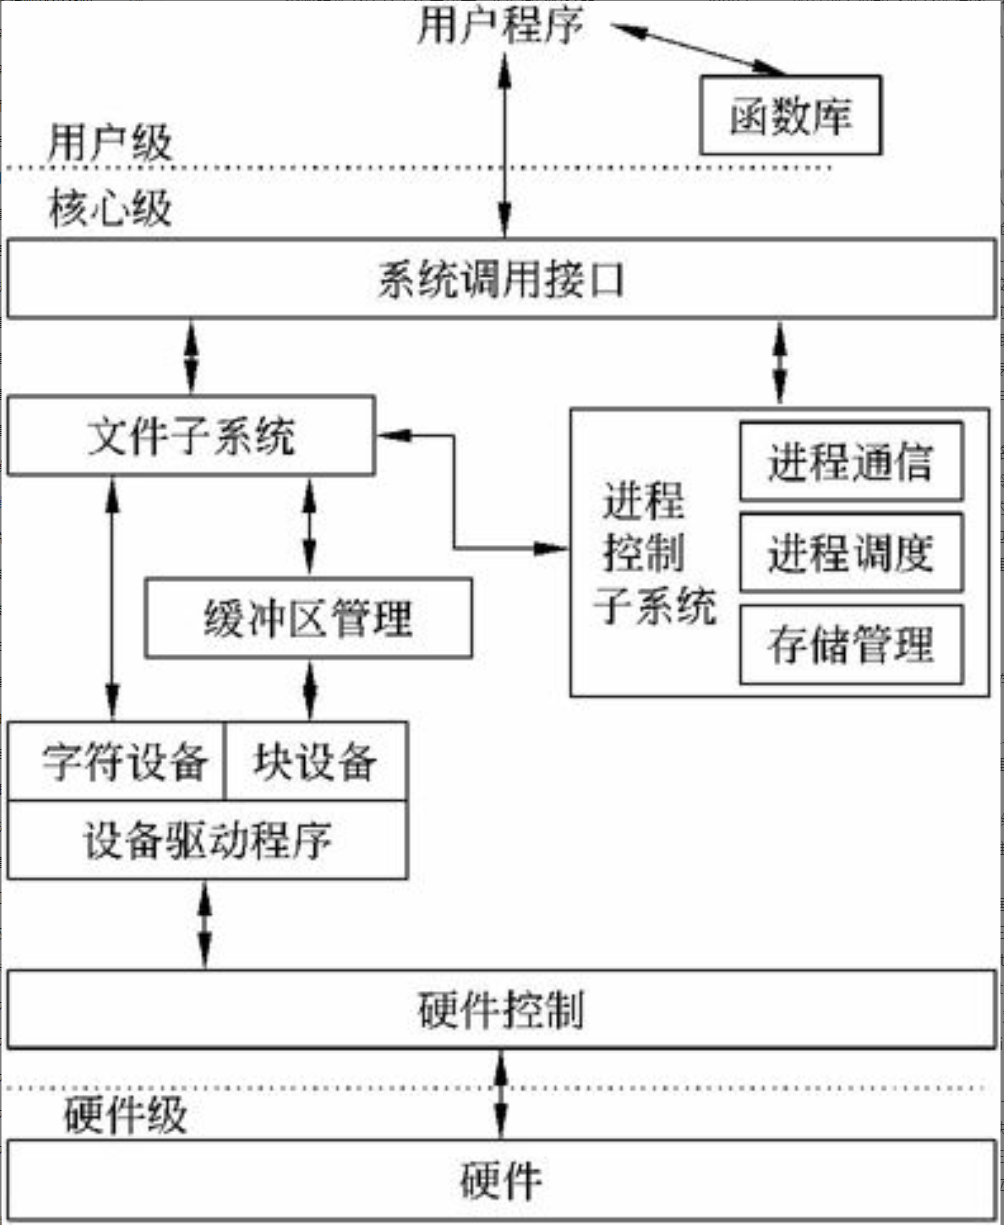 用户程序
函数库
用户级
核心级
系统调用接口
文件子系统
进程
控制
子系统
进程通信
进程调度
存储管理
缓冲区管理
字符设备
块设备
设备驱动程序
硬件控制
硬件级
硬件